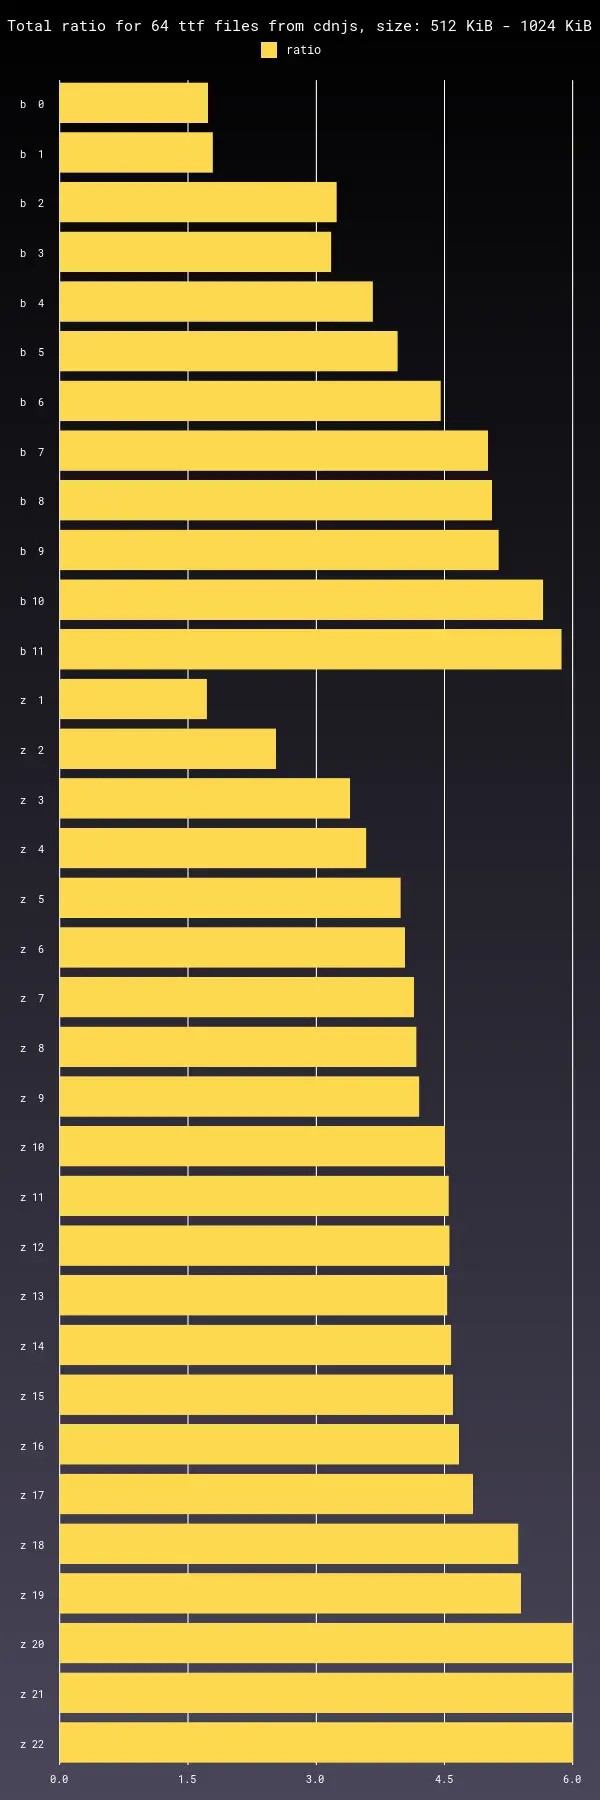 Total ratio for 64 ttf files from cdnjs, size: 512 KiB - 1024 KiB
ratio
b 0
b 1
b 2
b 3
b 4
b 5
b 6
b 7
b 8
b 9
b 10
b 11
z 1
z 2
z 3
z 4
z 5
z 6
z 7
z 8
z 9
z 10
z 11
z 12
z 13
z 14
z 15
z 16
z 17
z 18
z 19
z 20
z 21
z 22
0.0 1.5 3.0 4.5 6.0